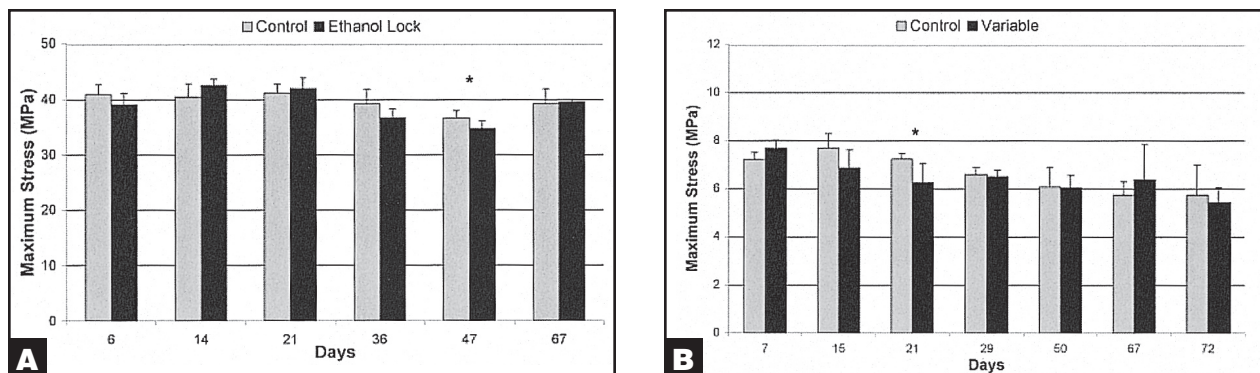 Control Ethanol Lock
50
40
30
20
10
0
Maximum Stress (MPa)
*
6 14 21 36 47 67
Days
A
Control Variable
12
10
8
6
4
2
0
Maximum Stress (MPa)
*
7 15 21 29 50 67 72
Days
B